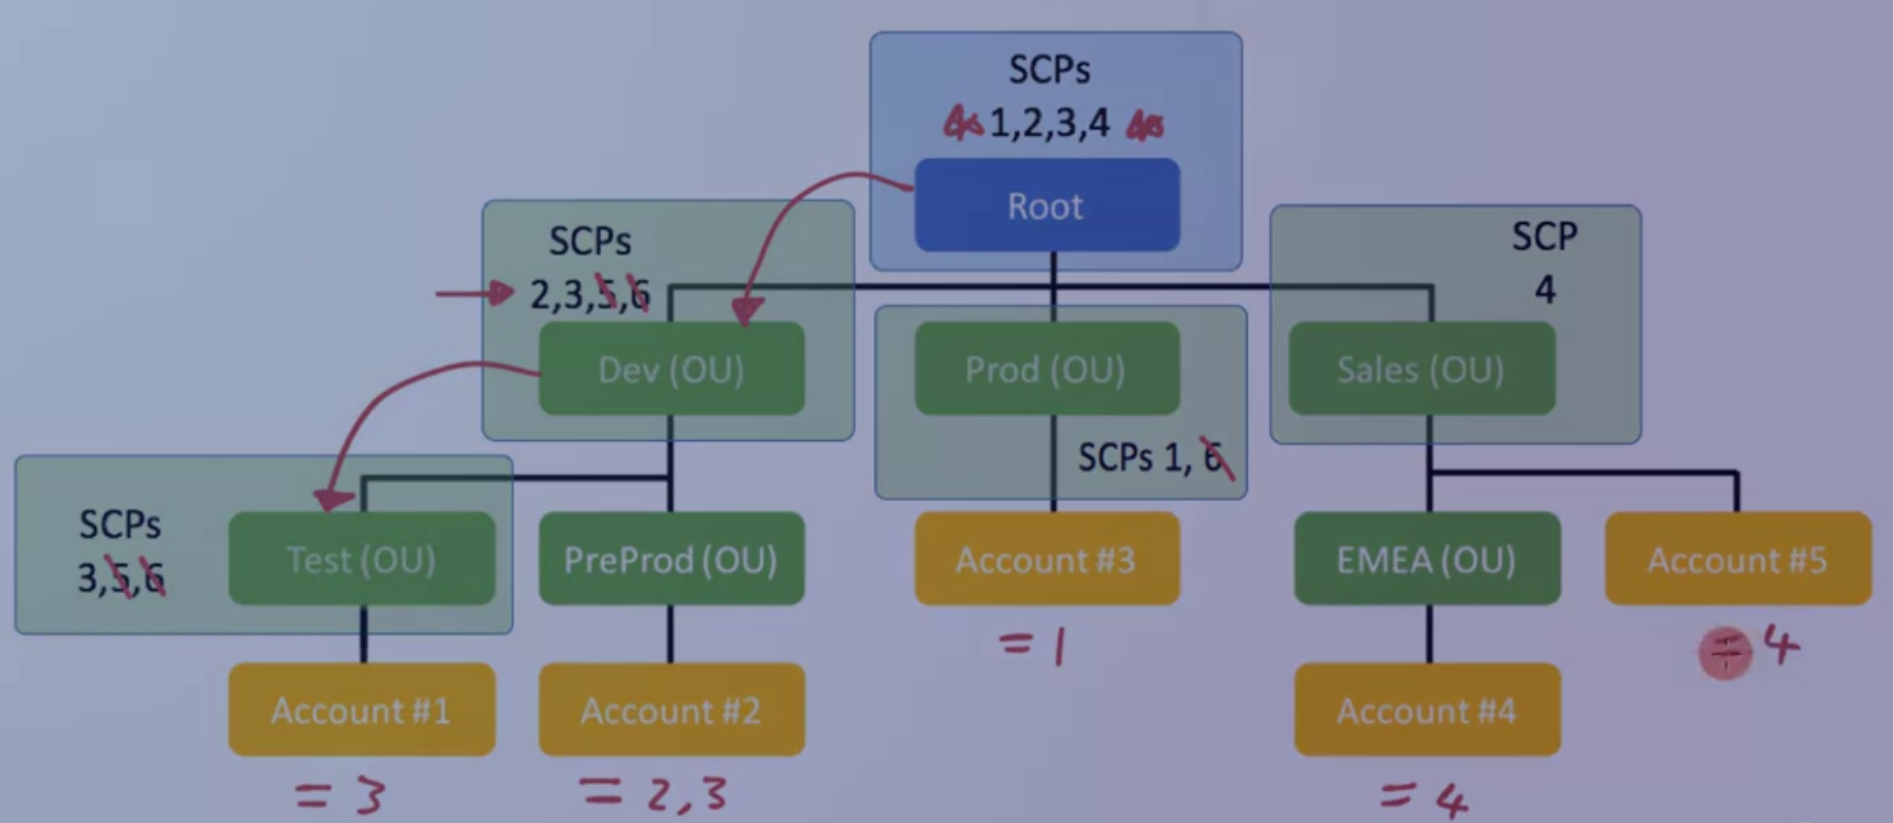 SCPs
1,2,3,4
Root
SCPs
2,3,5,6
Dev (OU)
Prod (OU)
SCPs 1, 6
SCP
4
Sales (OU)
SCPs
3,5,6
Test (OU)
PreProd (OU)
Account #3
= 1
EMEA (OU)
Account #5
= 4
Account #1
= 3
Account #2
= 2,3
Account #4
= 4